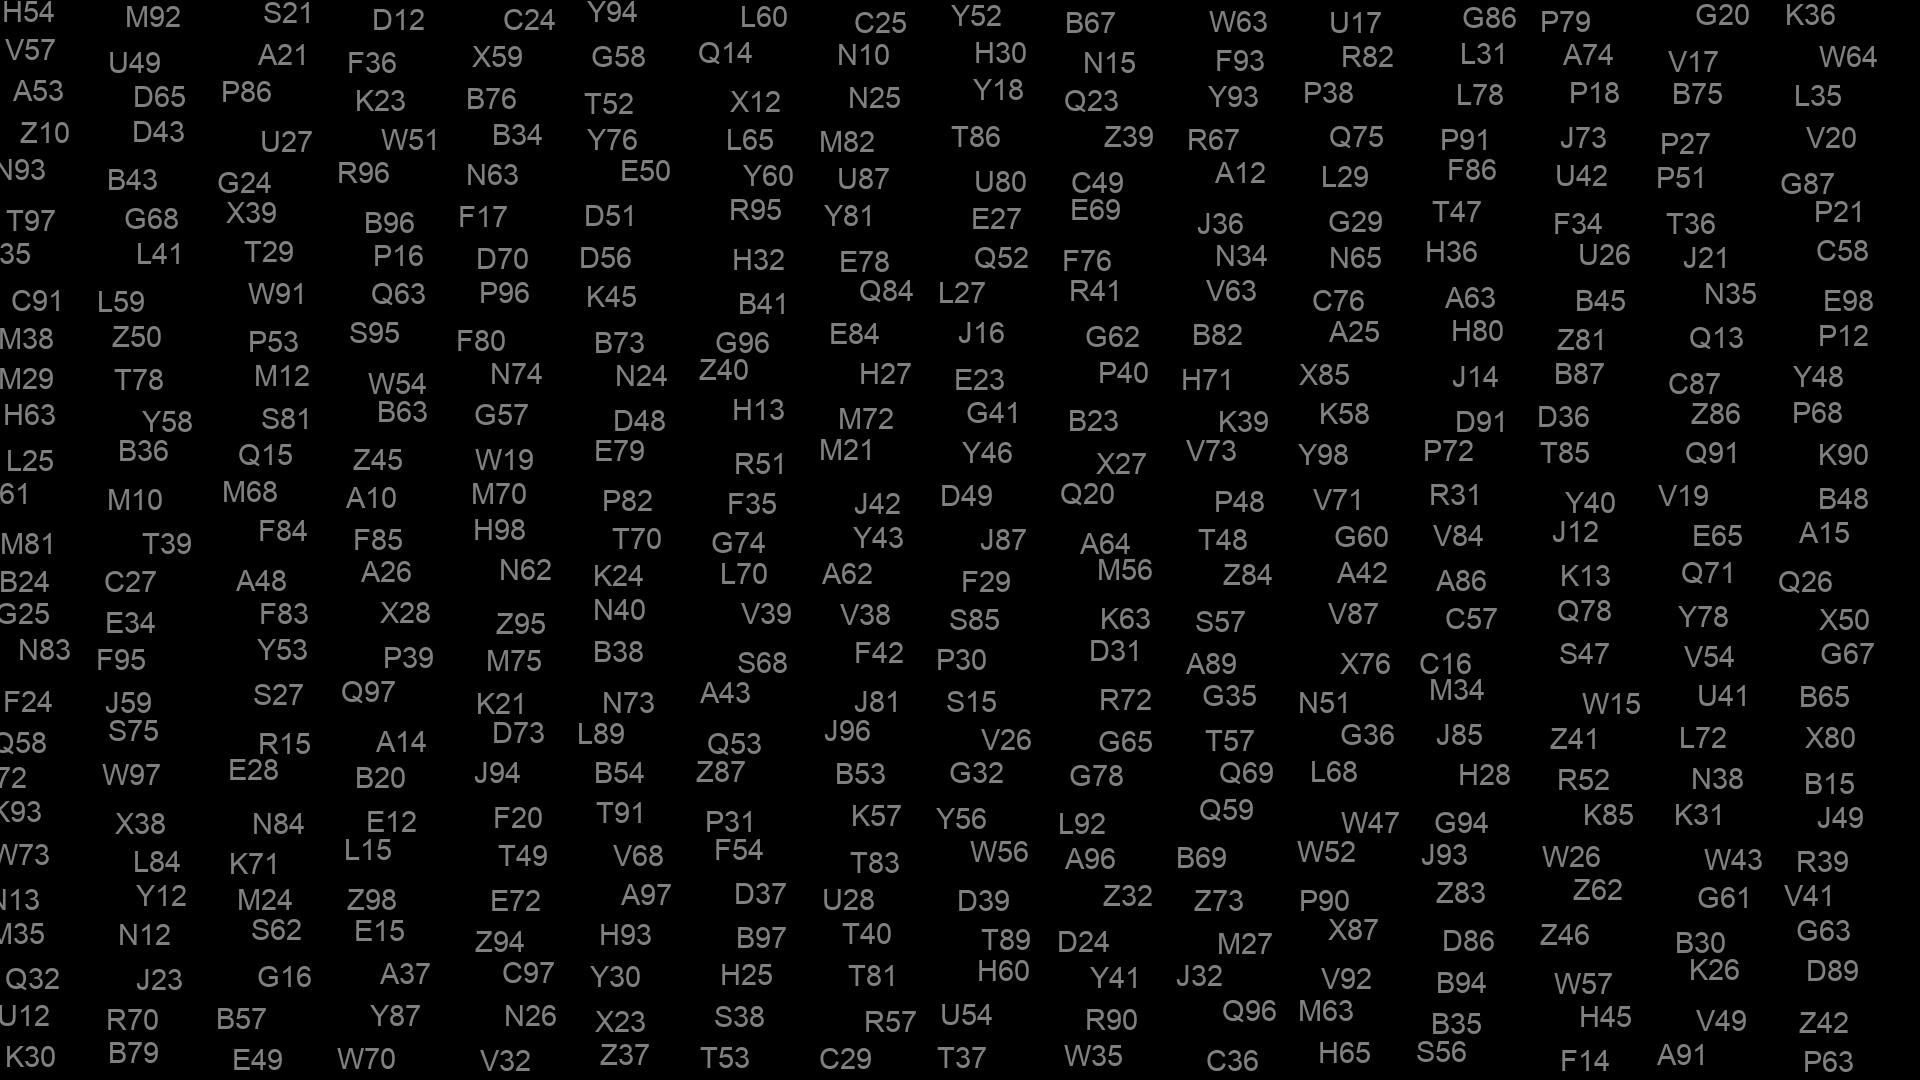 H54 M92 S21 D12 C24 Y94 L60 C25 Y52 B67 W63 U17 G86 P79 G20 K36
V57 U49 A21 F36 X59 G58 Q14 N10 H30 N15 F93 R82 L31 A74 V17 W64
A53 D65 P86 K23 B76 T52 X12 N25 Y18 Q23 Y93 P38 L78 P18 B75 L35
Z10 D43 U27 W51 B34 Y76 L65 M82 T86 Z39 R67 Q75 P91 J73 P27 V20
N93 B43 G24 R96 N63 E50 Y60 U87 U80 C49 A12 L29 F86 U42 P51 G87
T97 G68 X39 B96 F17 D51 R95 Y81 E27 E69 J36 G29 T47 F34 T36 P21
35 L41 T29 P16 D70 D56 H32 E78 Q52 F76 N34 N65 H36 U26 J21 C58
C91 L59 W91 Q63 P96 K45 B41 Q84 L27 R41 V63 C76 A63 B45 N35 E98
M38 Z50 P53 S95 F80 B73 G96 E84 J16 G62 B82 A25 H80 Z81 Q13 P12
M29 T78 M12 W54 N74 N24 Z40 H27 E23 P40 H71 X85 J14 B87 C87 Y48
H63 Y58 S81 B63 G57 D48 H13 M72 G41 B23 K39 K58 D91 D36 Z86 P68
L25 B36 Q15 Z45 W19 E79 R51 M21 Y46 X27 V73 Y98 P72 T85 Q91 K90
61 M10 M68 A10 M70 P82 F35 J42 D49 Q20 P48 V71 R31 Y40 V19 B48
M81 T39 F84 F85 H98 T70 G74 Y43 J87 A64 T48 G60 V84 J12 E65 A15
B24 C27 A48 A26 N62 K24 L70 A62 F29 M56 Z84 A42 A86 K13 Q71 Q26
G25 E34 F83 X28 Z95 N40 V39 V38 S85 K63 S57 V87 C57 Q78 Y78 X50
N83 F95 Y53 P39 M75 B38 S68 F42 P30 D31 A89 X76 C16 S47 V54 G67
F24 J59 S27 Q97 K21 N73 A43 J81 S15 R72 G35 N51 M34 W15 U41 B65
Q58 S75 R15 A14 D73 L89 Q53 J96 V26 G65 T57 G36 J85 Z41 L72 X80
72 W97 E28 B20 J94 B54 Z87 B53 G32 G78 Q69 L68 H28 R52 N38 B15
K93 X38 N84 E12 F20 T91 P31 K57 Y56 L92 Q59 W47 G94 K85 K31 J49
W73 L84 K71 L15 T49 V68 F54 T83 W56 A96 B69 W52 J93 W26 W43 R39
N13 Y12 M24 Z98 E72 A97 D37 U28 D39 Z32 Z73 P90 Z83 Z62 G61 V41
M35 N12 S62 E15 Z94 H93 B97 T40 T89 D24 M27 X87 D86 Z46 B30 G63
Q32 J23 G16 A37 C97 Y30 H25 T81 H60 Y41 J32 V92 B94 W57 K26 D89
U12 R70 B57 Y87 N26 X23 S38 R57 U54 R90 Q96 M63 B35 H45 V49 Z42
K30 B79 E49 W70 V32 Z37 T53 C29 T37 W35 C36 H65 S56 F14 A91 P63